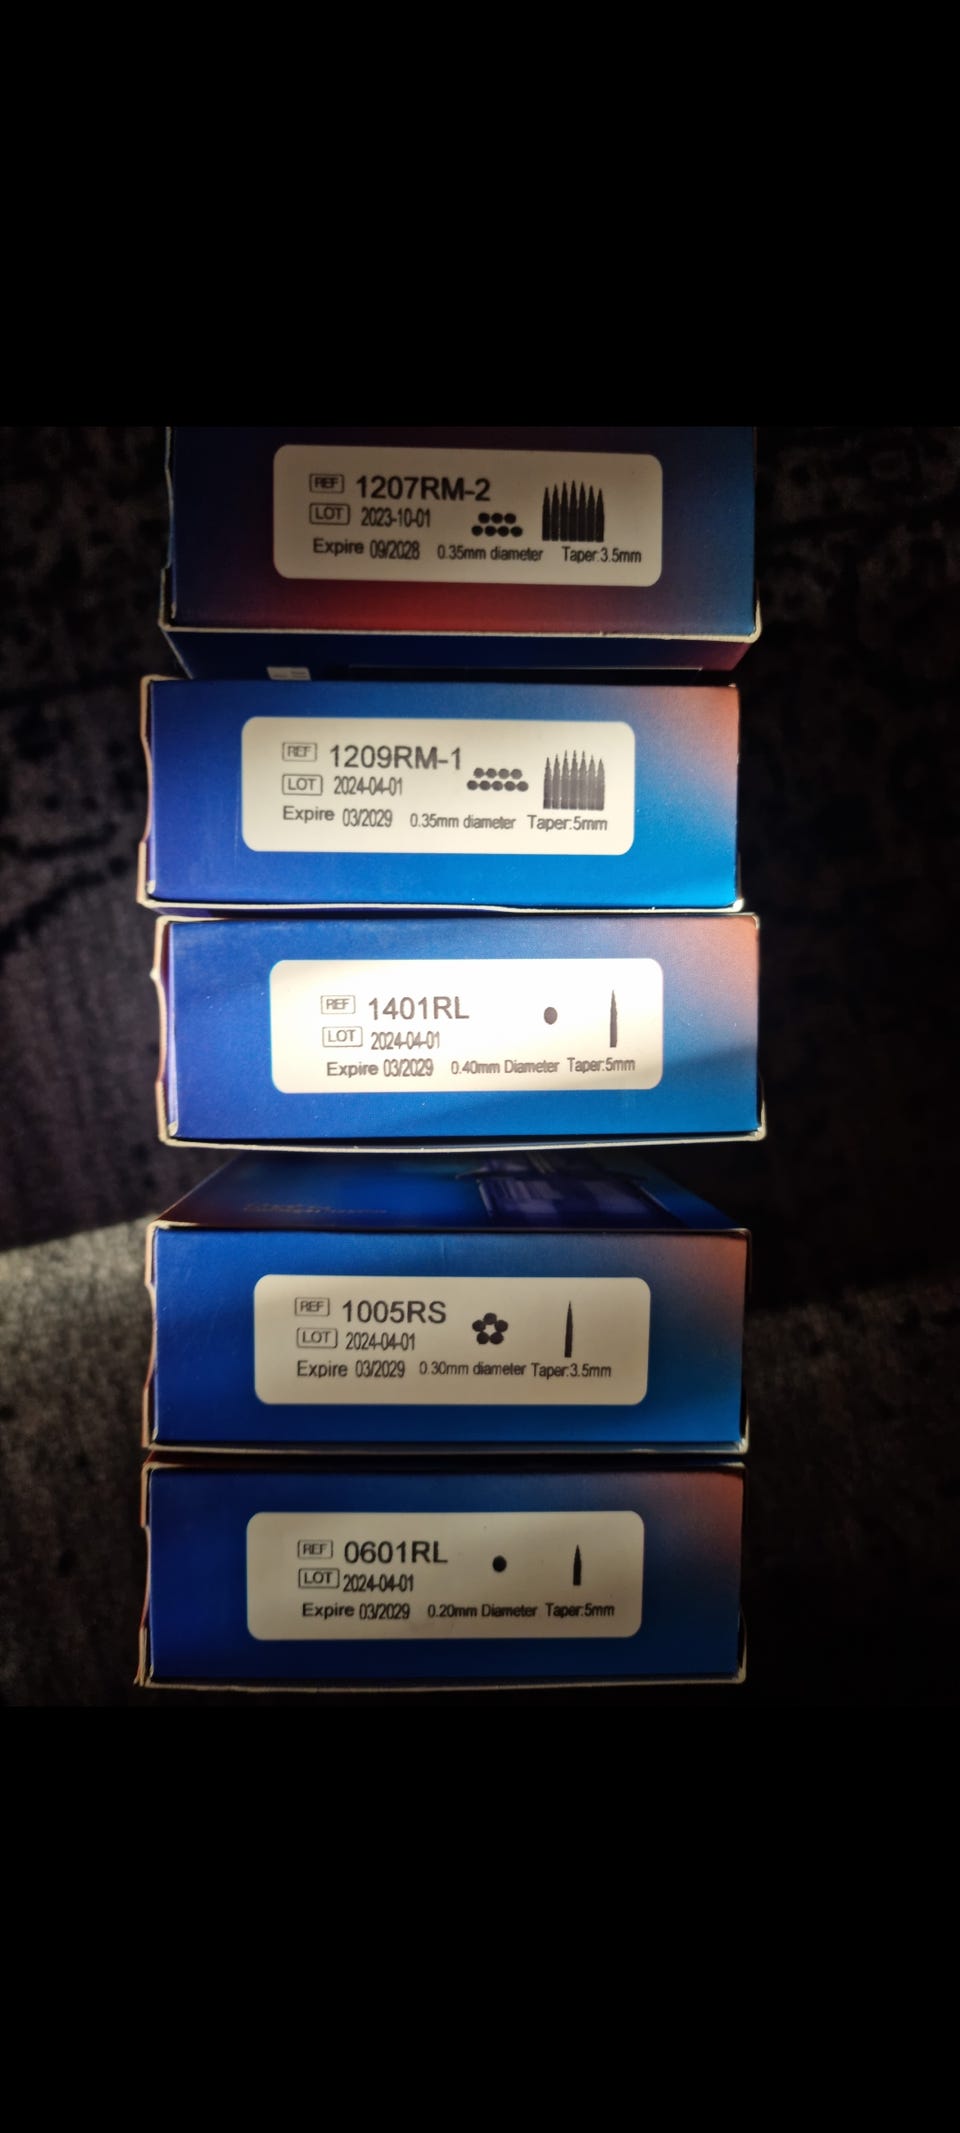 REF 1207RM-2
LOT 2023-10-01
Expire 09/2028 0.35mm diameter Taper:3.5mm
REF 1209RM-1
LOT 2024-04-01
Expire 03/2029 0.35mm diameter Taper:5mm
REF 1401RL
LOT 2024-04-01
Expire 03/2029 0.40mm Diameter Taper:5mm
REF 1005RS
LOT 2024-04-01
Expire 03/2029 0.30mm diameter Taper:3.5mm
REF 0601RL
LOT 2024-04-01
Expire 03/2029 0.20mm Diameter Taper:5mm